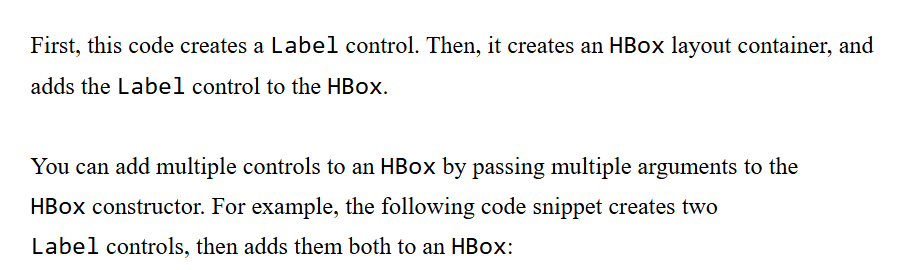 First, this code creates a Label control. Then, it creates an HBox layout container, and
adds the Label control to the HBox.
You can add multiple controls to an HBox by passing multiple arguments to the
HBox constructor. For example, the following code snippet creates two
Label controls, then adds them both to an HBox: